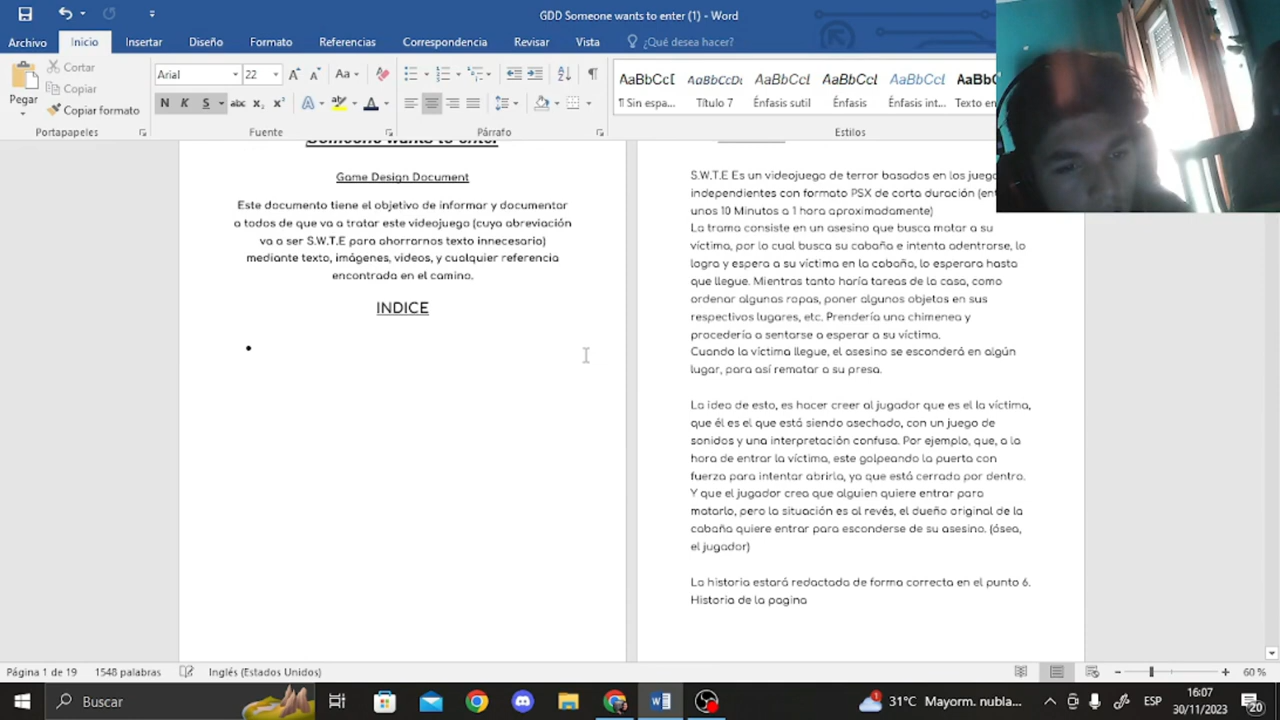 GDD Someone wants to enter (1) - Word
Archivo Inicio Insertar Diseño Formato Referencias Correspondencia Revisar Vista ¿Qué desea hacer?
Pegar
Cortar
Copiar
Copiar formato
Portapapeles
Arial 22 Aa
N K S abc x₂ x² A A
Fuente
Párrafo
AaBbCcD AaBbCcDc AaBbCcL AaBbCcL AaBbCcL AaBbC
¶ Sin espa... Título 7 Énfasis sutil Énfasis Énfasis int... Texto en
Estilos
Someone wants to enter
Game Design Document
Este documento tiene el objetivo de informar y documentar
a todos de que va a tratar este videojuego (cuya abreviación
va a ser S.W.T.E para ahorrarnos texto innecesario)
mediante texto, imágenes, videos, y cualquier referencia
encontrada en el camino.
INDICE
•
S.W.T.E Es un videojuego de terror basados en los juego
independientes con formato PSX de corta duración (en
unos 10 Minutos a 1 hora aproximadamente)
La trama consiste en un asesino que busca matar a su
víctima, por lo cual busca su cabaña e intenta adentrarse, lo
logra y espera a su víctima en la cabaña, lo esperara hasta
que llegue. Mientras tanto haría tareas de la casa, como
ordenar algunas ropas, poner algunos objetos en sus
respectivos lugares, etc. Prendería una chimenea y
procedería a sentarse a esperar a su víctima.
Cuando la víctima llegue, el asesino se esconderá en algún
lugar, para así rematar a su presa.
La idea de esto, es hacer creer al jugador que es el la víctima,
que él es el que está siendo asechado, con un juego de
sonidos y una interpretación confusa. Por ejemplo, que, a la
hora de entrar la víctima, este golpeando la puerta con
fuerza para intentar abrirla, ya que está cerrada por dentro.
Y que el jugador crea que alguien quiere entrar para
matarlo, pero la situación es al revés, el dueño original de la
cabaña quiere entrar para esconderse de su asesino. (ósea,
el jugador)
La historia estará redactada de forma correcta en el punto 6.
Historia de la pagina
Página 1 de 19 1548 palabras Inglés (Estados Unidos) 60 %
Buscar 1 31°C Mayorm. nubla... ESP 16:07
30/11/2023 20